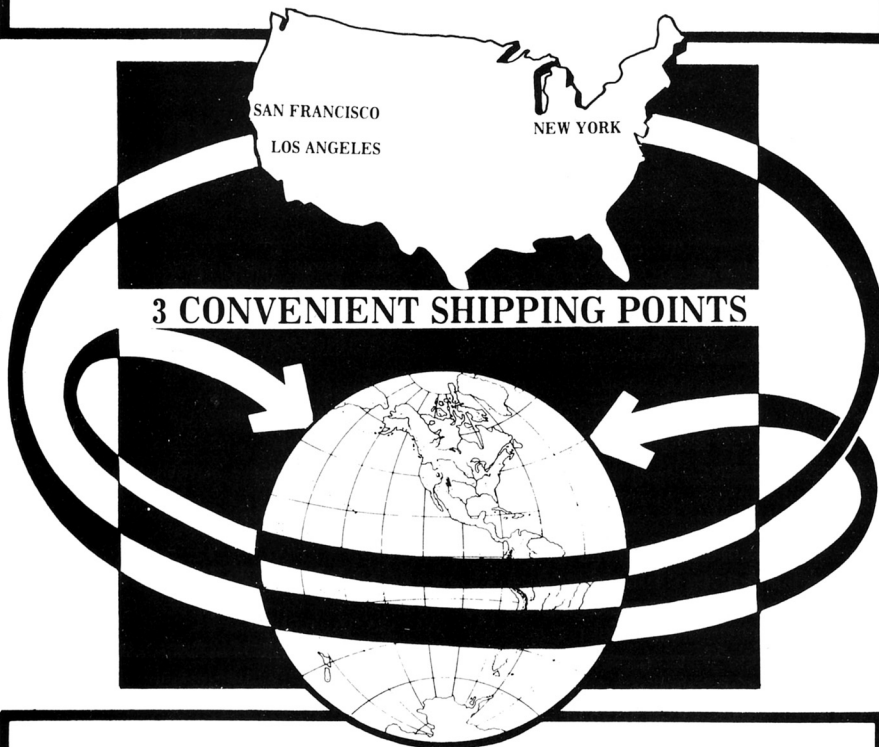 SAN FRANCISCO
NEW YORK
LOS ANGELES
3 CONVENIENT SHIPPING POINTS